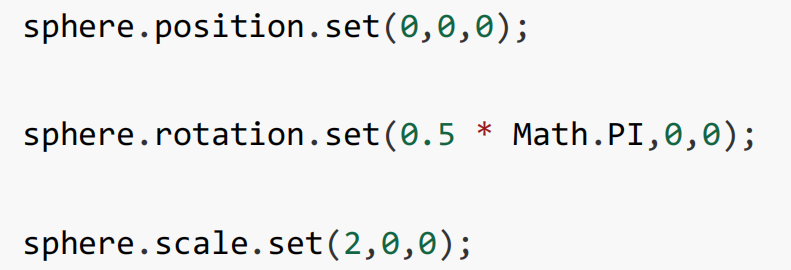 sphere.position.set(0,0,0);
sphere.rotation.set(0.5 * Math.PI,0,0);
sphere.scale.set(2,0,0);